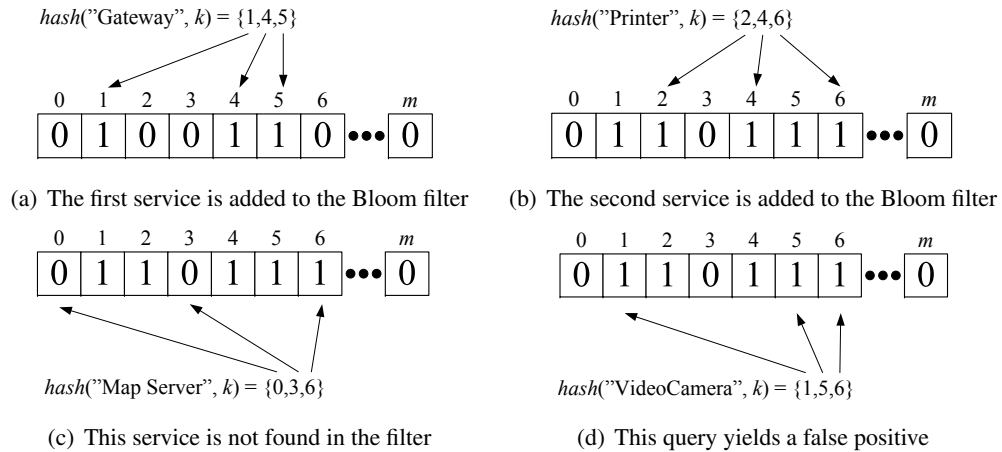 hash(”Gateway”, k) = {1,4,5}
0 1 2 3 4 5 6 m
0 1 0 0 1 1 0 ••• 0
(a) The first service is added to the Bloom filter
hash(”Printer”, k) = {2,4,6}
0 1 2 3 4 5 6 m
0 1 1 0 1 1 1 ••• 0
(b) The second service is added to the Bloom filter
0 1 2 3 4 5 6 m
0 1 1 0 1 1 1 ••• 0
hash(”Map Server”, k) = {0,3,6}
(c) This service is not found in the filter
0 1 2 3 4 5 6 m
0 1 1 0 1 1 1 ••• 0
hash(”VideoCamera”, k) = {1,5,6}
(d) This query yields a false positive